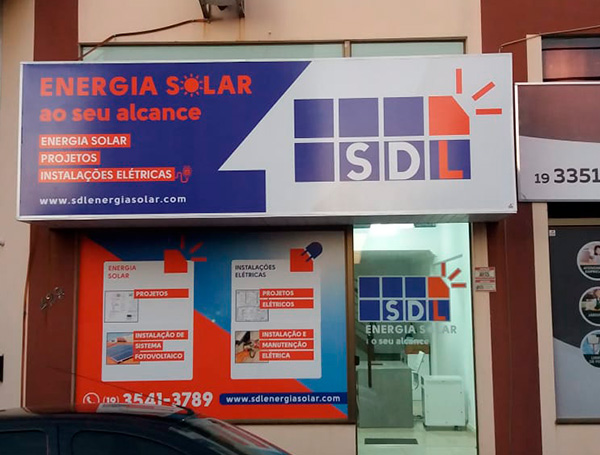 ENERGIA SOLAR
ao seu alcance
ENERGIA SOLAR
PROJETOS
INSTALAÇÕES ELÉTRICAS
www.sdlenergiasolar.com
SDL
19 3351
ENERGIA
SOLAR
PROJETOS
INSTALAÇÃO DE
SISTEMA
FOTOVOLTAICO
INSTALAÇÕES
ELÉTRICAS
PROJETOS
ELÉTRICOS
INSTALAÇÃO E
MANUTENÇÃO
ELÉTRICA
(19) 3541-3789
www.sdlenergiasolar.com
SDL
ENERGIA SOLAR
ao seu alcance